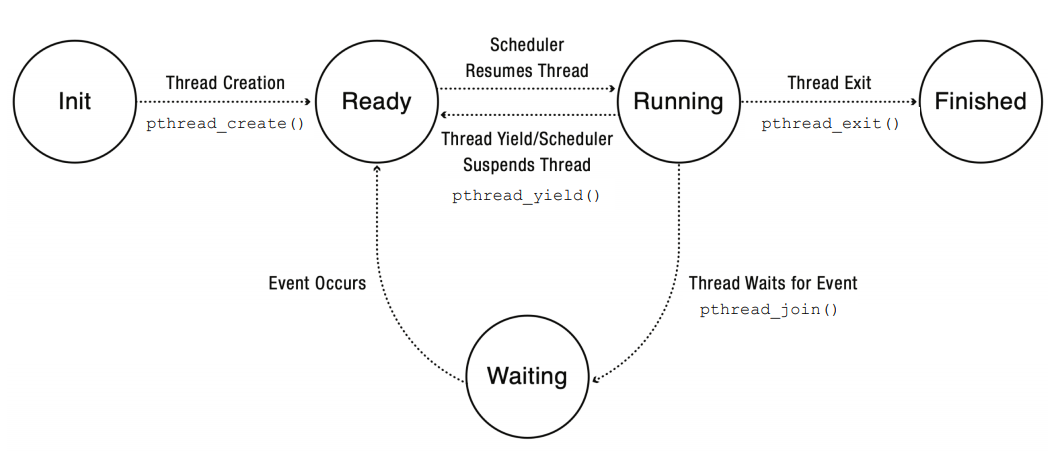 Init
Thread Creation
pthread_create()
Ready
Scheduler
Resumes Thread
Thread Yield/Scheduler
Suspends Thread
pthread_yield()
Running
Thread Exit
pthread_exit()
Finished
Event Occurs
Thread Waits for Event
pthread_join()
Waiting